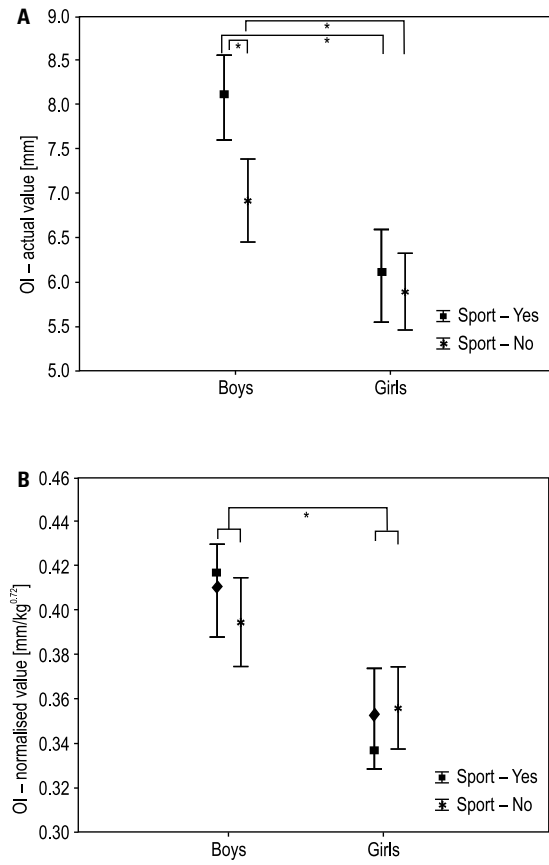 A
*
*
*
9.0
8.5
8.0
7.5
7.0
6.5
6.0
5.5
5.0
OI – actual value [mm]
Sport – Yes
Sport – No
Boys Girls
B
*
0.46
0.44
0.42
0.40
0.38
0.36
0.34
0.32
0.30
OI – normalised value [mm/kg^0.72]
Sport – Yes
Sport – No
Boys Girls